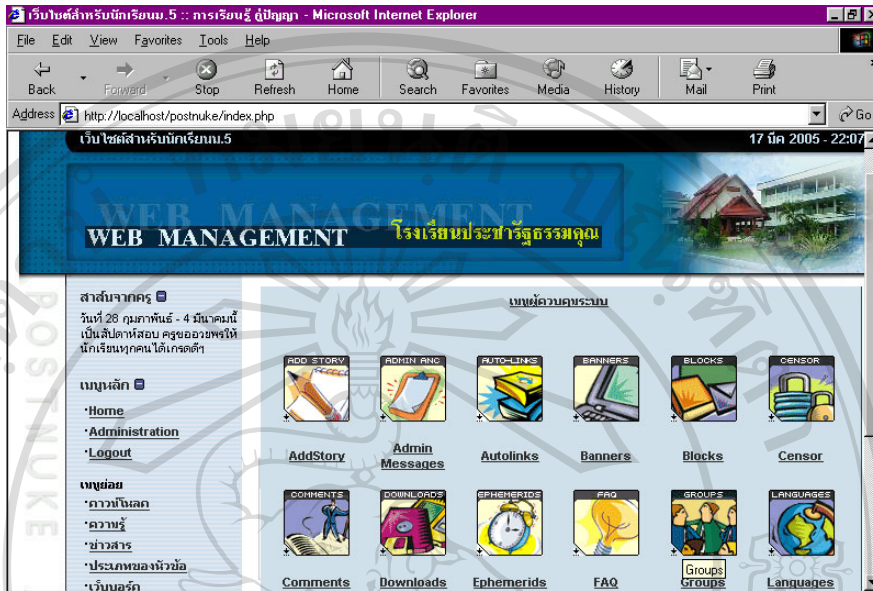 เว็บไซต์สำหรับนักเรียนม.5 :: การเรียนรู้ คู่ปัญญา - Microsoft Internet Explorer
File Edit View Favorites Tools Help
Back Forward Stop Refresh Home Search Favorites Media History Mail Print
Address http://localhost/postnuke/index.php Go
เว็บไซต์สำหรับนักเรียนม.5 17 มีค 2005 - 22:07
WEB MANAGEMENT
WEB MANAGEMENT โรงเรียนประชารัฐธรรมคุณ
POSTNUKE
สาส์นจากครู
วันที่ 28 กุมภาพันธ์ - 4 มีนาคมนี้
เป็นสัปดาห์สอบ ครูขออวยพรให้
นักเรียนทุกคนได้เกรดดีๆ
เมนูหลัก
·Home
·Administration
·Logout
เมนูย่อย
·ดาวน์โหลด
·ความรู้
·ข่าวสาร
·ประเภทของหัวข้อ
·เว็บบอร์ด
เมนูผู้ควบคุมระบบ
ADD STORY ADMIN ANC AUTO-LINKS BANNERS BLOCKS CENSOR
AddStory Admin Messages Autolinks Banners Blocks Censor
COMMENTS DOWNLOADS EPHEMERIDS FAQ GROUPS LANGUAGES
Groups
Comments Downloads Ephemerids FAQ Groups Languages